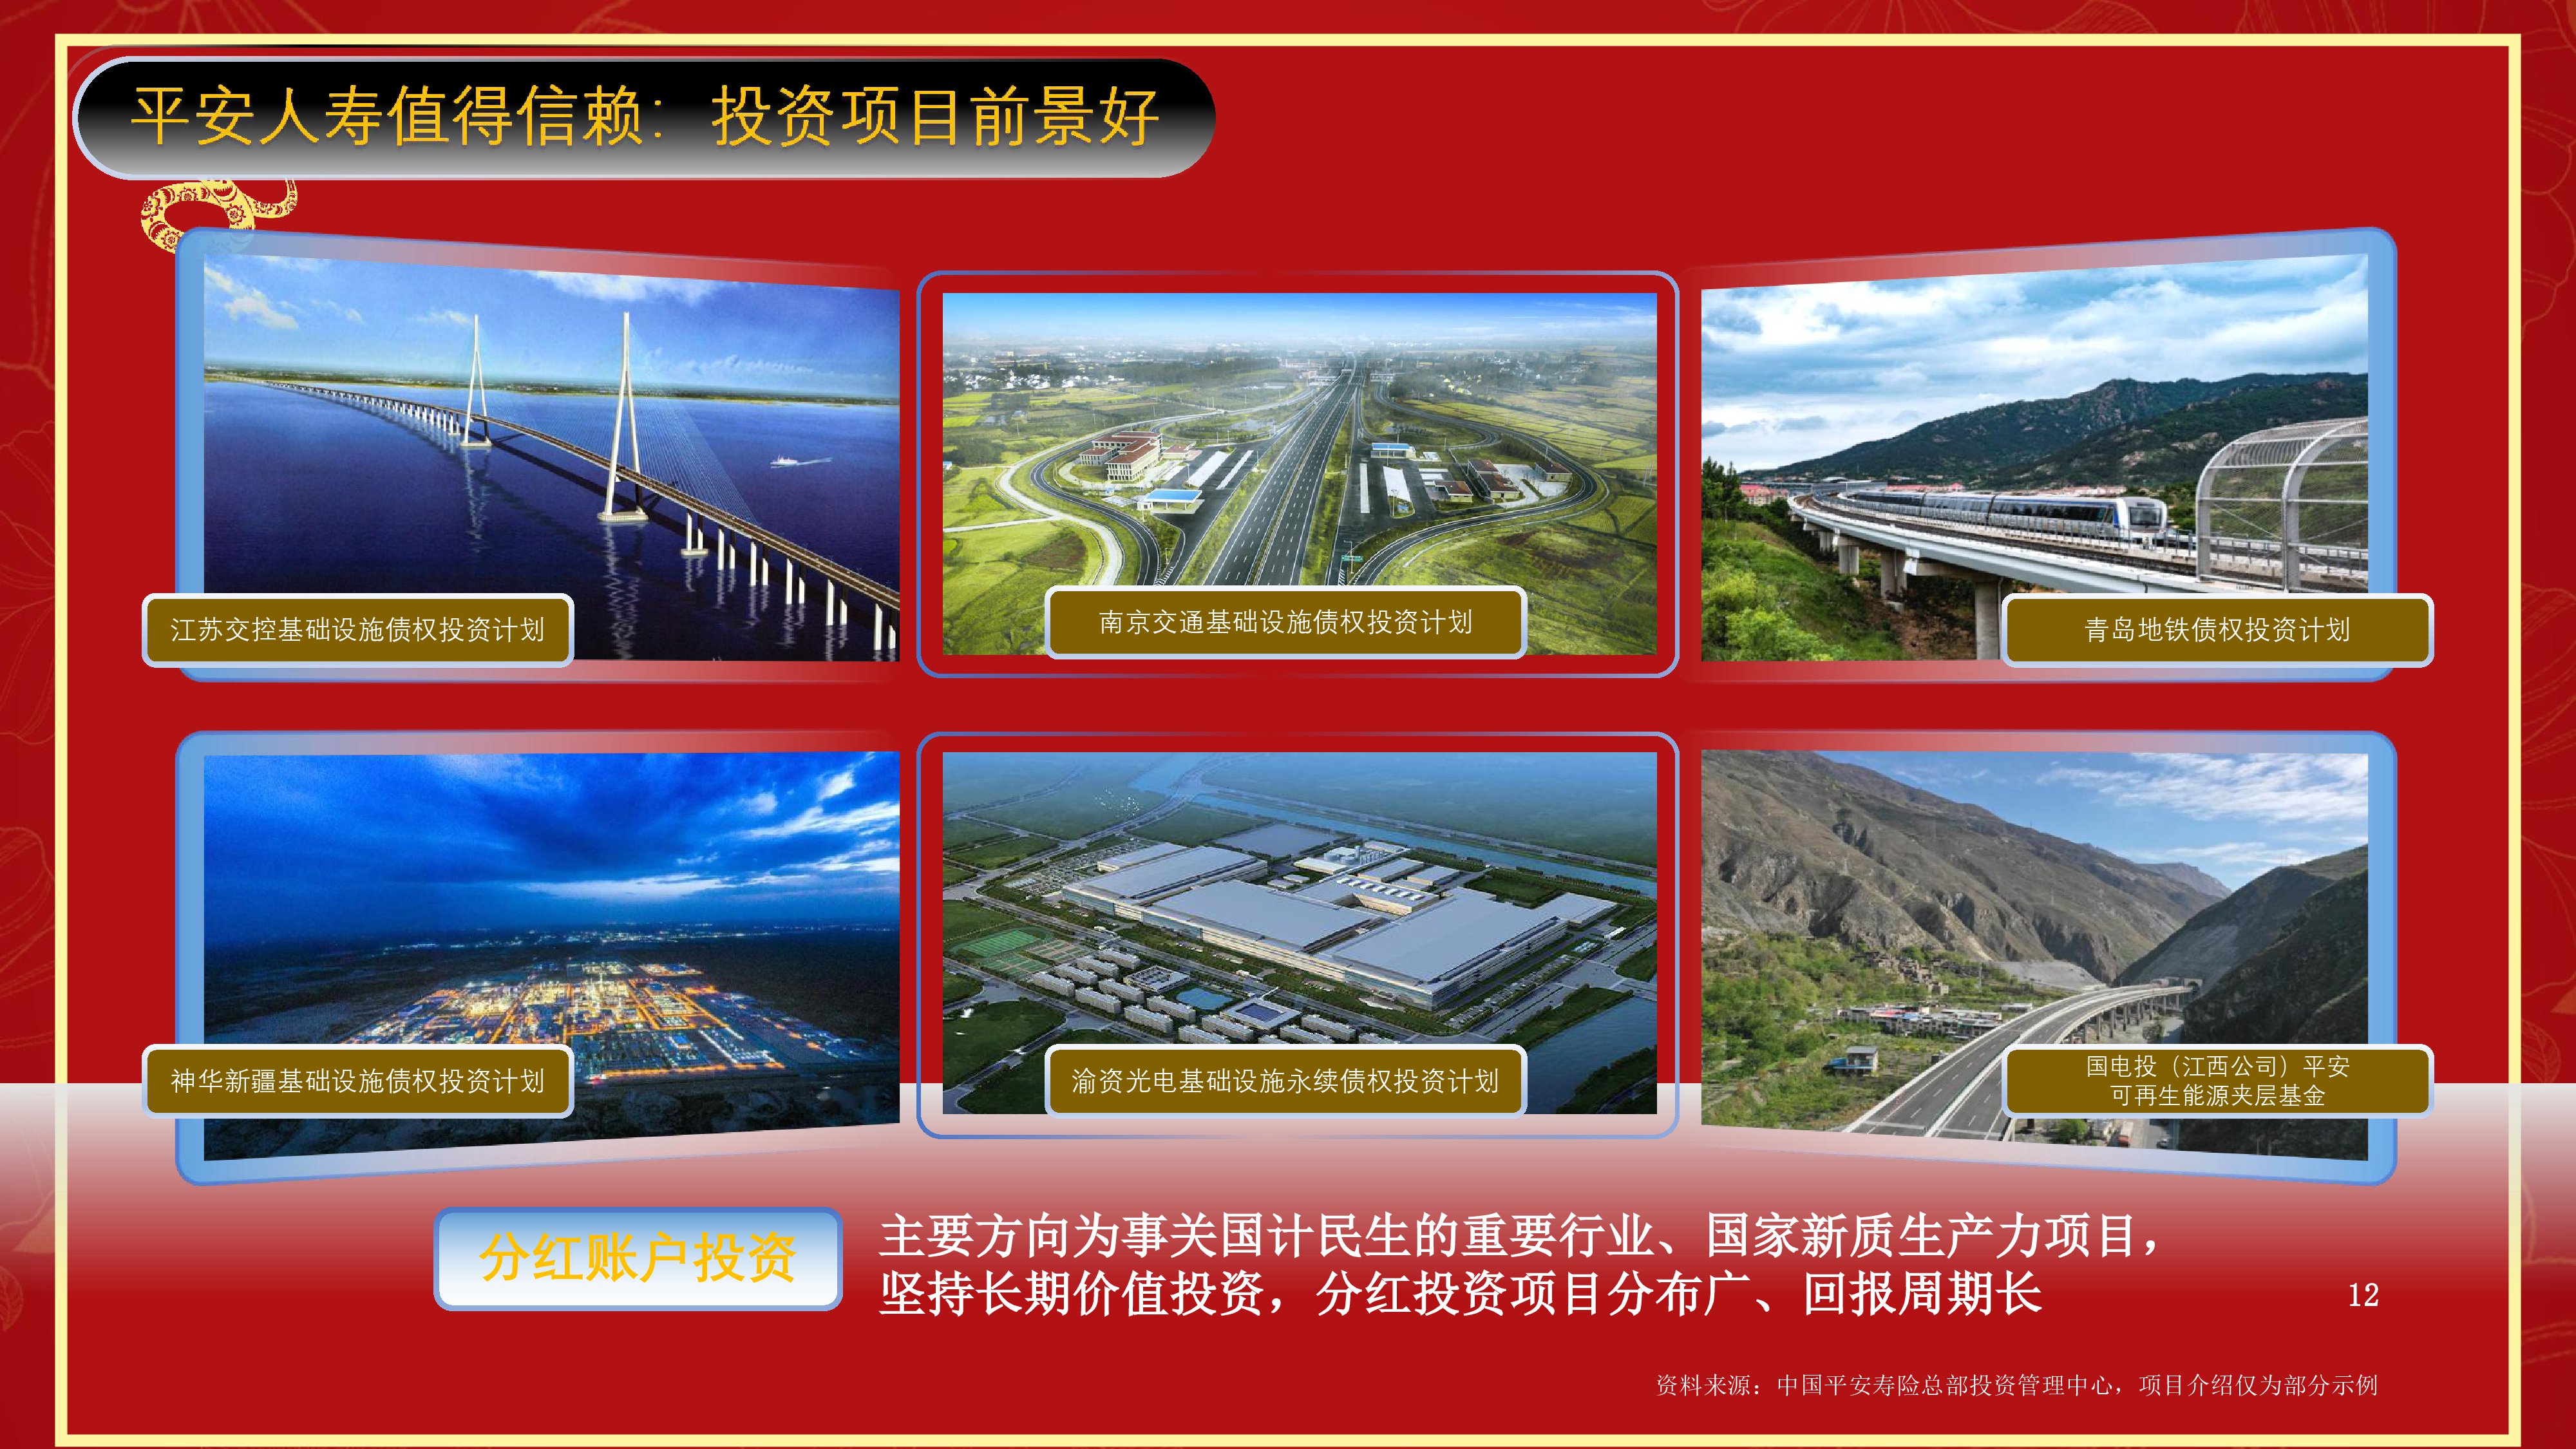 平安人寿值得信赖：投资项目前景好
江苏交控基础设施债权投资计划
南京交通基础设施债权投资计划
青岛地铁债权投资计划
神华新疆基础设施债权投资计划
渝资光电基础设施永续债权投资计划
国电投（江西公司）平安
可再生能源夹层基金
分红账户投资
主要方向为事关国计民生的重要行业、国家新质生产力项目，
坚持长期价值投资，分红投资项目分布广、回报周期长
12
资料来源：中国平安寿险总部投资管理中心，项目介绍仅为部分示例